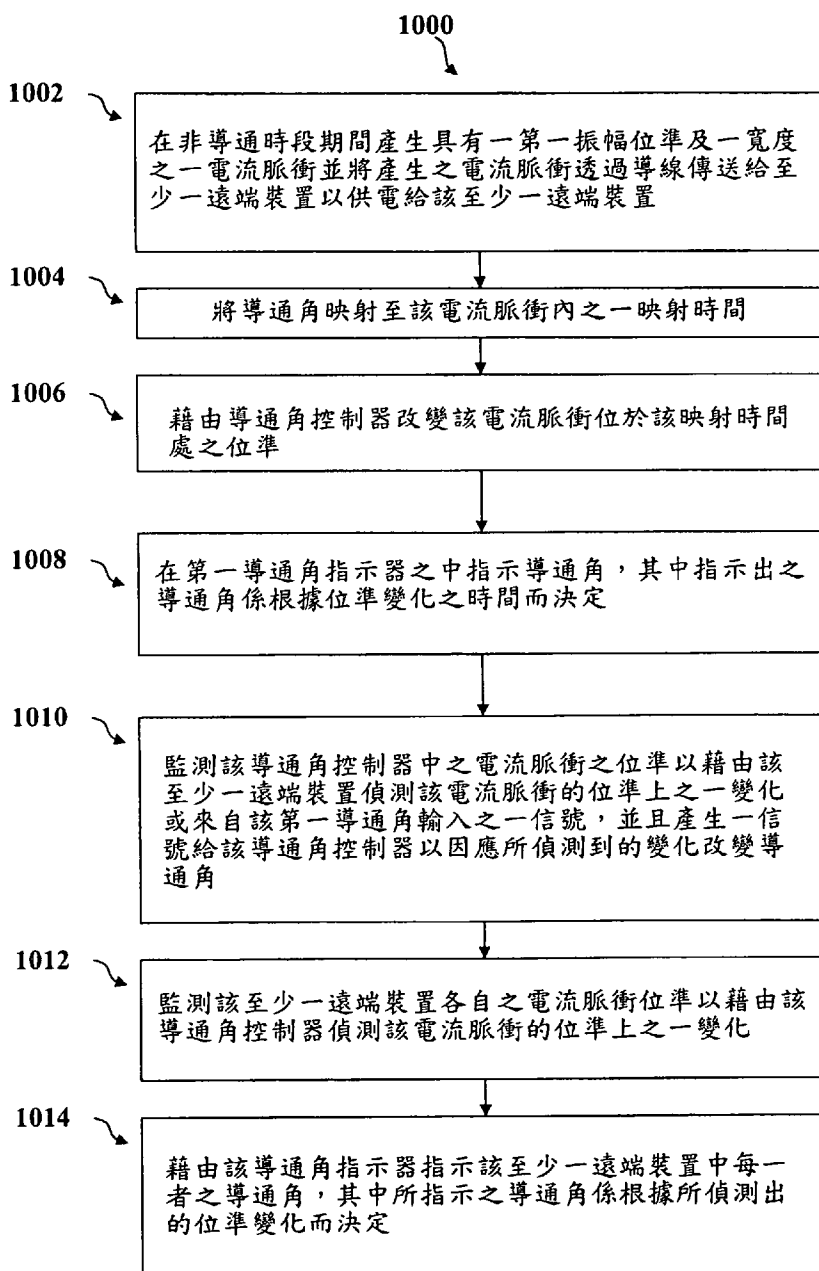 1000
1002
在非導通時段期間產生具有一第一振幅位準及一寬度
之一電流脈衝並將產生之電流脈衝透過導線傳送給至
少一遠端裝置以供電給該至少一遠端裝置
1004
將導通角映射至該電流脈衝內之一映射時間
1006
藉由導通角控制器改變該電流脈衝位於該映射時間
處之位準
1008
在第一導通角指示器之中指示導通角，其中指示出之
導通角係根據位準變化之時間而決定
1010
監測該導通角控制器中之電流脈衝之位準以藉由該
至少一遠端裝置偵測該電流脈衝的位準上之一變化
或來自該第一導通角輸入之一信號，並且產生一信
號給該導通角控制器以因應所偵測到的變化改變導
通角
1012
監測該至少一遠端裝置各自之電流脈衝位準以藉由該
導通角控制器偵測該電流脈衝的位準上之一變化
1014
藉由該導通角指示器指示該至少一遠端裝置中每一
者之導通角，其中所指示之導通角係根據所偵測出
的位準變化而決定